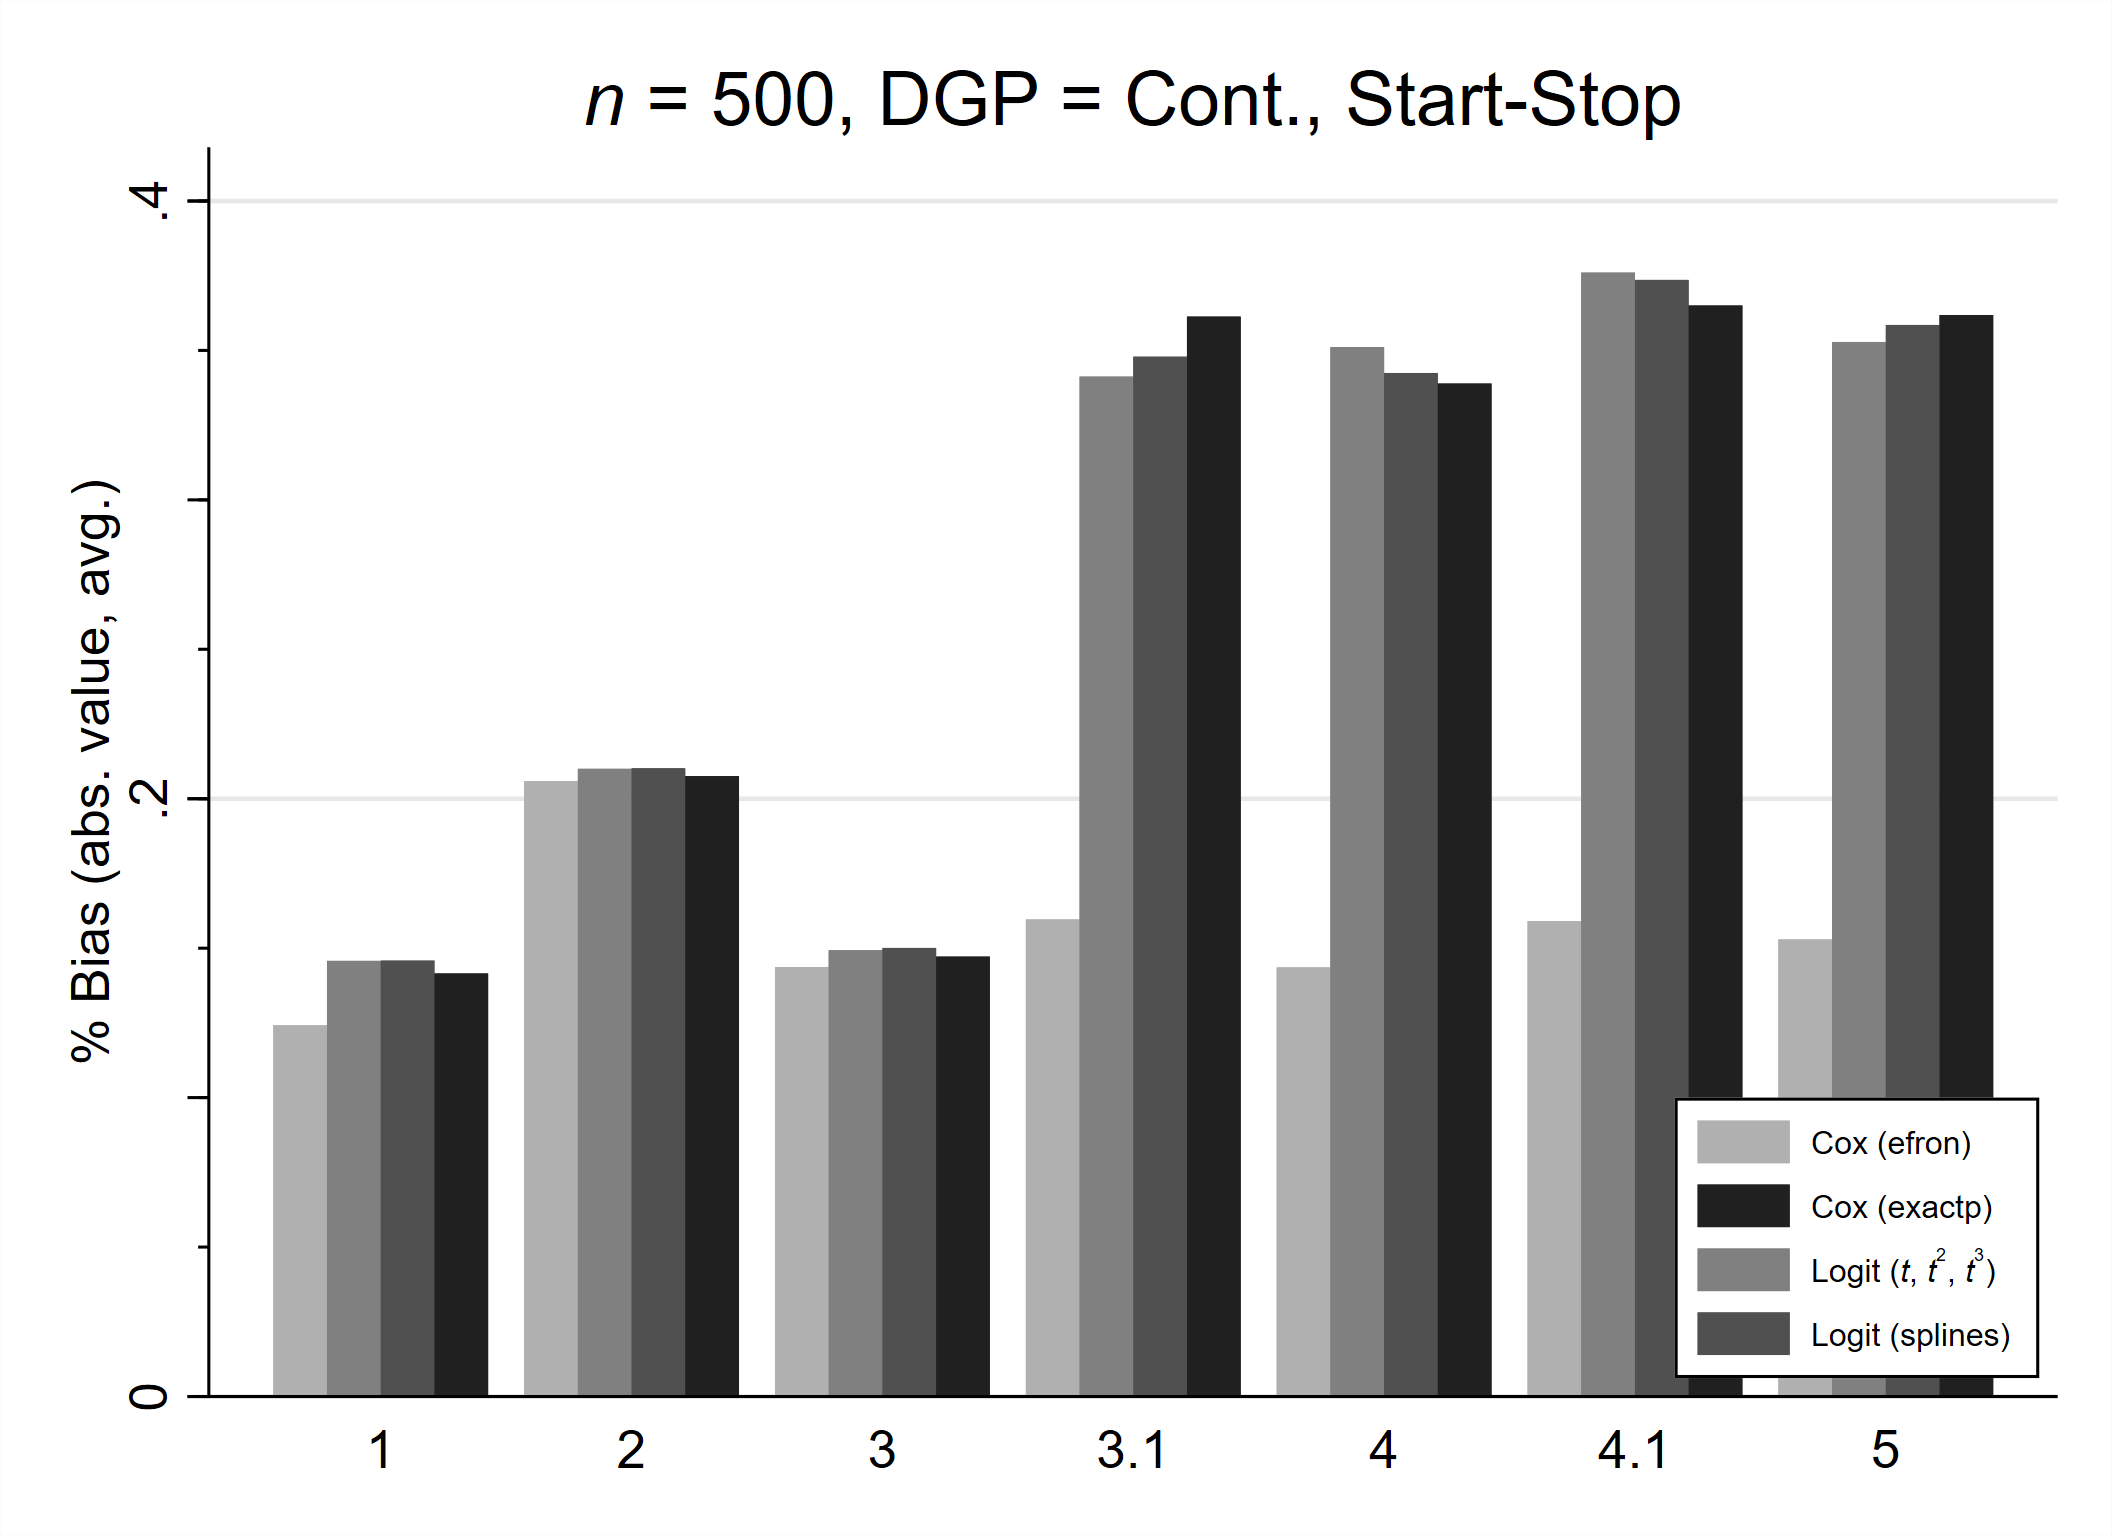 n = 500, DGP = Cont., Start-Stop
% Bias (abs. value, avg.)
.4
.2
0
1 2 3 3.1 4 4.1 5
Cox (efron)
Cox (exactp)
Logit (t, t², t³)
Logit (splines)